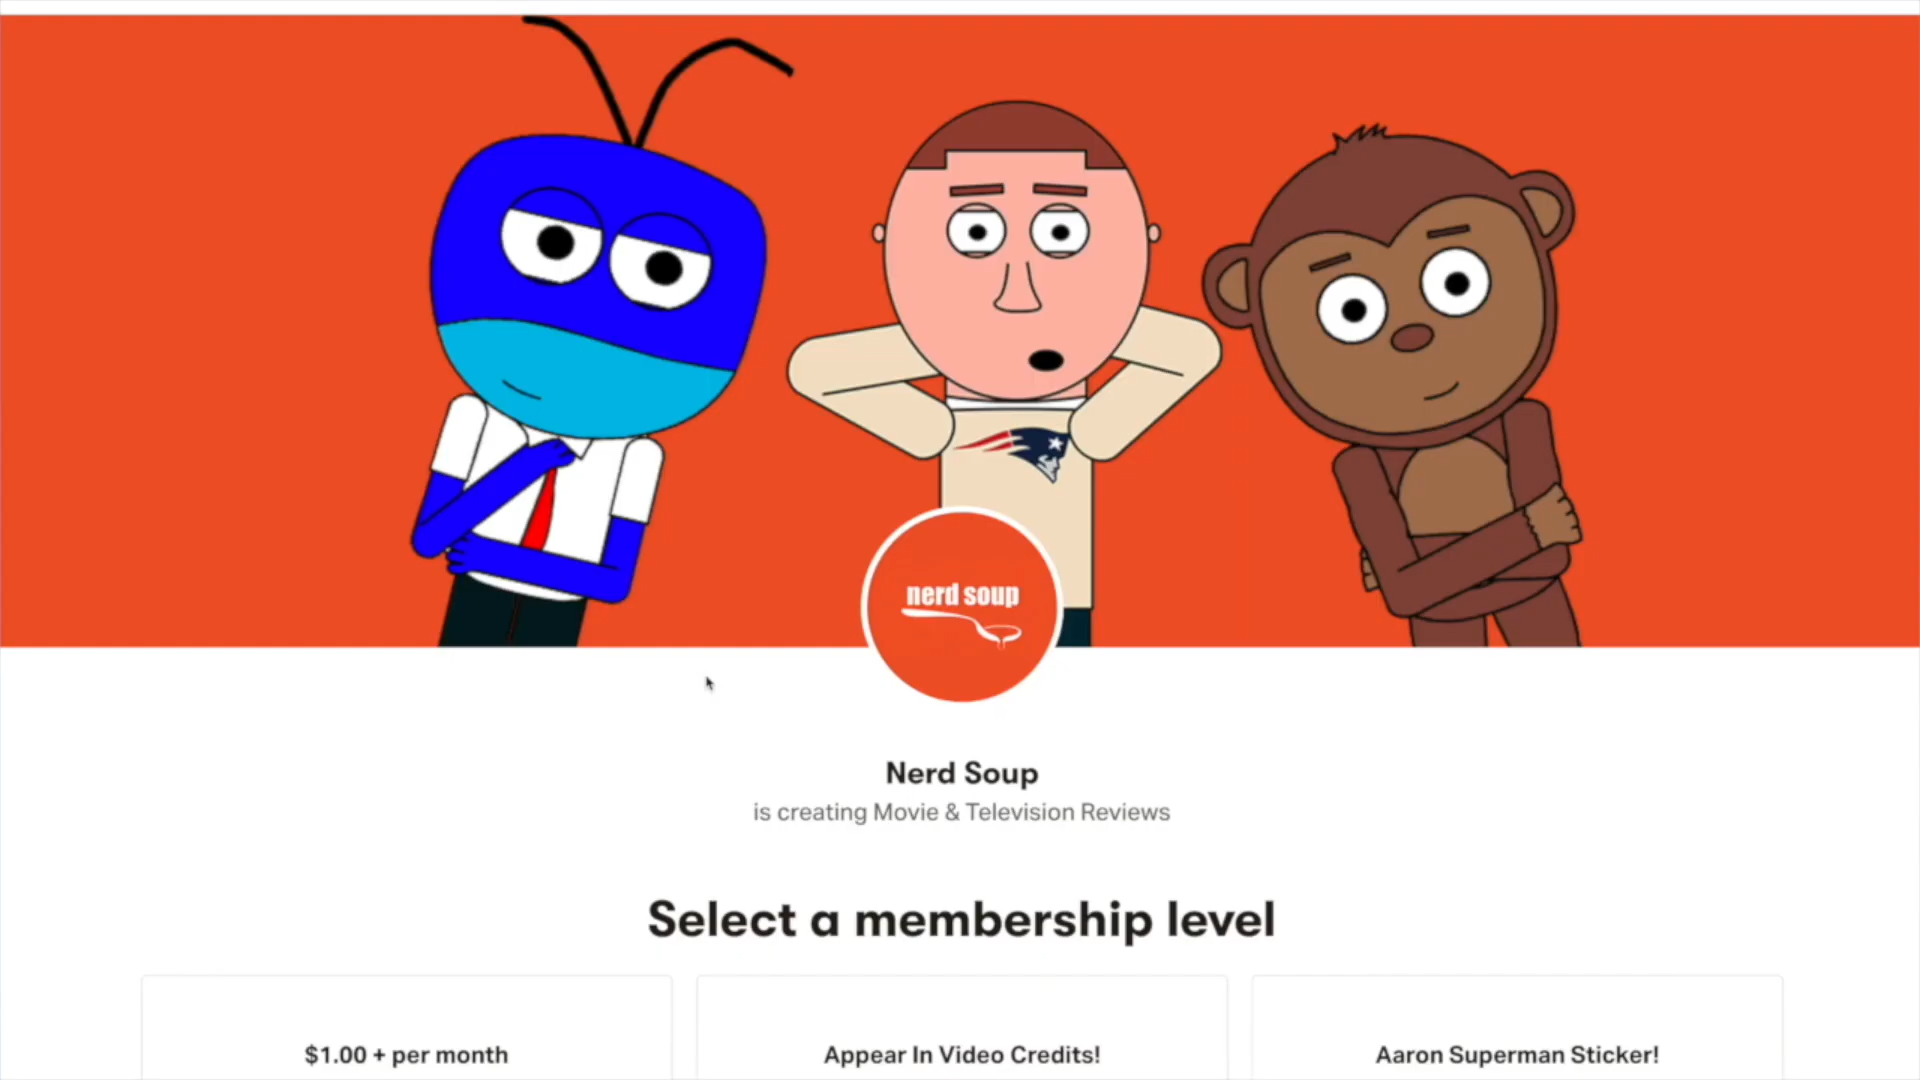 nerd soup
Nerd Soup
is creating Movie & Television Reviews
Select a membership level
$1.00 + per month
Appear In Video Credits!
Aaron Superman Sticker!